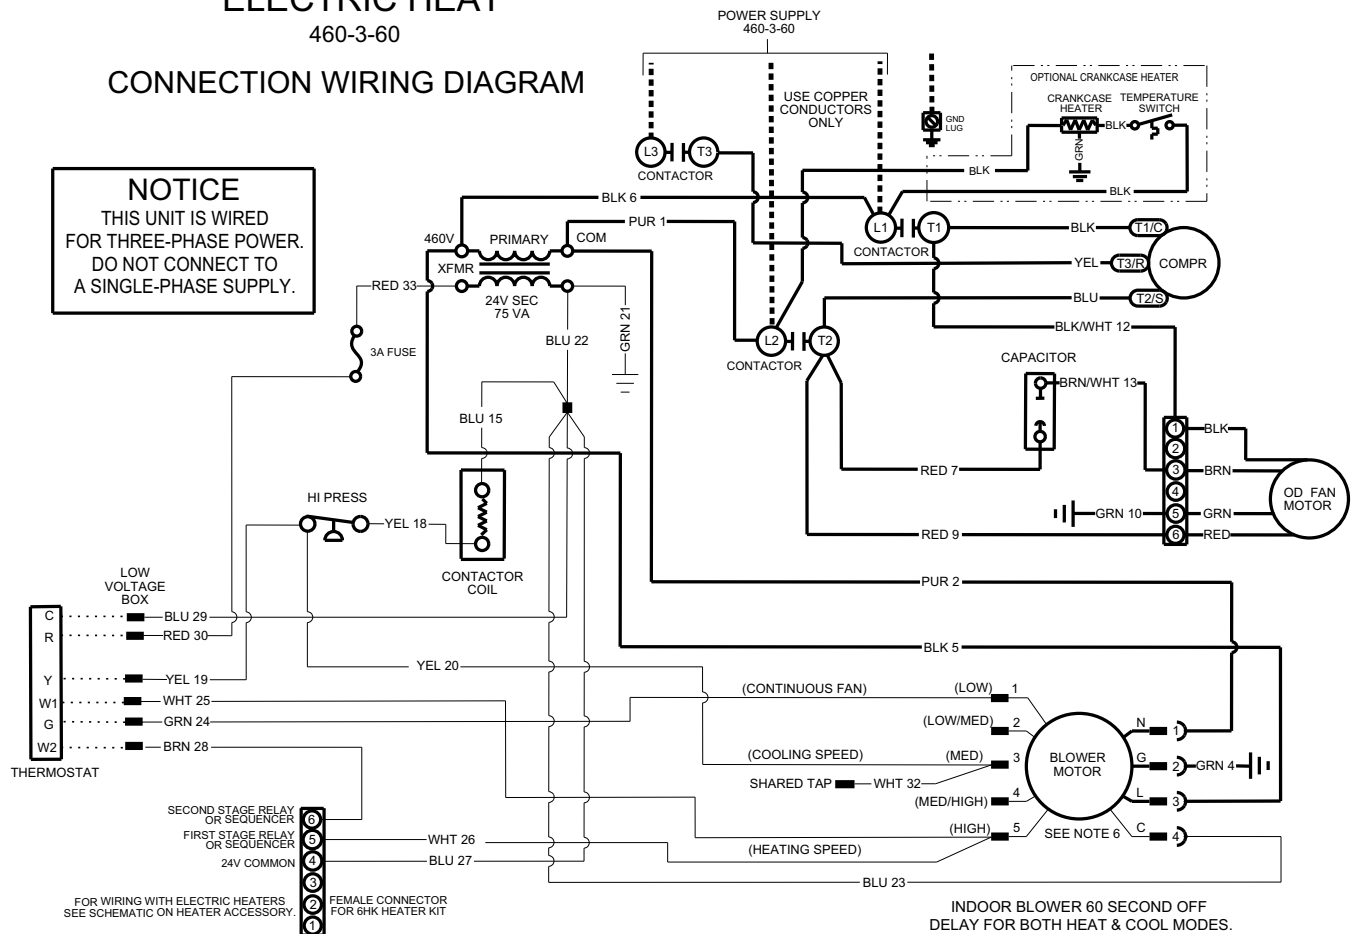 ELECTRIC HEAT
460-3-60
CONNECTION WIRING DIAGRAM
NOTICE
THIS UNIT IS WIRED
FOR THREE-PHASE POWER.
DO NOT CONNECT TO
A SINGLE-PHASE SUPPLY.
POWER SUPPLY
460-3-60
USE COPPER
CONDUCTORS
ONLY
GND
LUG
OPTIONAL CRANKCASE HEATER
CRANKCASE
HEATER
TEMPERATURE
SWITCH
BLK
GRN
BLK
BLK
L3
T3
CONTACTOR
BLK 6
PUR 1
L1
T1
CONTACTOR
BLK
T1/C
YEL
T3/R
COMPR
BLU
T2/S
460V
PRIMARY
COM
XFMR
24V SEC
75 VA
RED 33
3A FUSE
BLU 22
GRN 21
L2
T2
CONTACTOR
BLK/WHT 12
CAPACITOR
BRN/WHT 13
BLU 15
RED 7
1
2
3
4
5
6
BLK
BRN
GRN
RED
OD FAN
MOTOR
GRN 10
RED 9
HI PRESS
YEL 18
CONTACTOR
COIL
PUR 2
LOW
VOLTAGE
BOX
C
R
Y
W1
G
W2
THERMOSTAT
BLU 29
RED 30
YEL 19
WHT 25
GRN 24
BRN 28
YEL 20
BLK 5
(CONTINUOUS FAN)
(LOW)
1
(LOW/MED)
2
(COOLING SPEED)
(MED)
3
SHARED TAP
WHT 32
(MED/HIGH)
4
(HIGH)
5
(HEATING SPEED)
BLOWER
MOTOR
SEE NOTE 6
N
1
G
2
GRN 4
L
3
C
4
SECOND STAGE RELAY
OR SEQUENCER
6
FIRST STAGE RELAY
OR SEQUENCER
5
WHT 26
24V COMMON
4
BLU 27
3
2
1
BLU 23
FOR WIRING WITH ELECTRIC HEATERS
SEE SCHEMATIC ON HEATER ACCESSORY.
FEMALE CONNECTOR
FOR 6HK HEATER KIT
INDOOR BLOWER 60 SECOND OFF
DELAY FOR BOTH HEAT & COOL MODES.